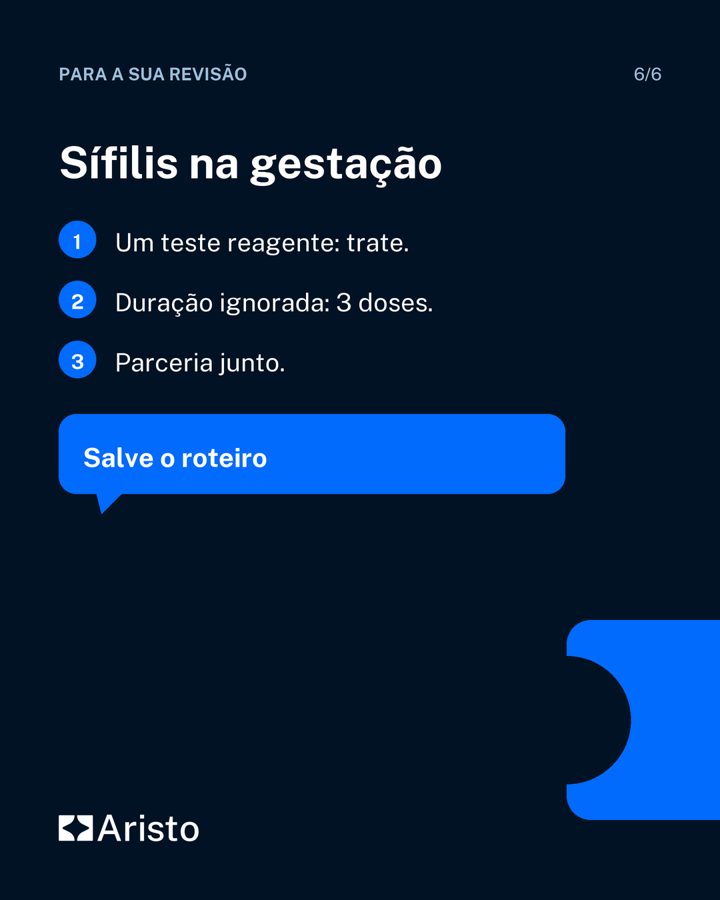 PARA A SUA REVISÃO
6/6
Sífilis na gestação
1 Um teste reagente: trate.
2 Duração ignorada: 3 doses.
3 Parceria junto.
Salve o roteiro
Aristo